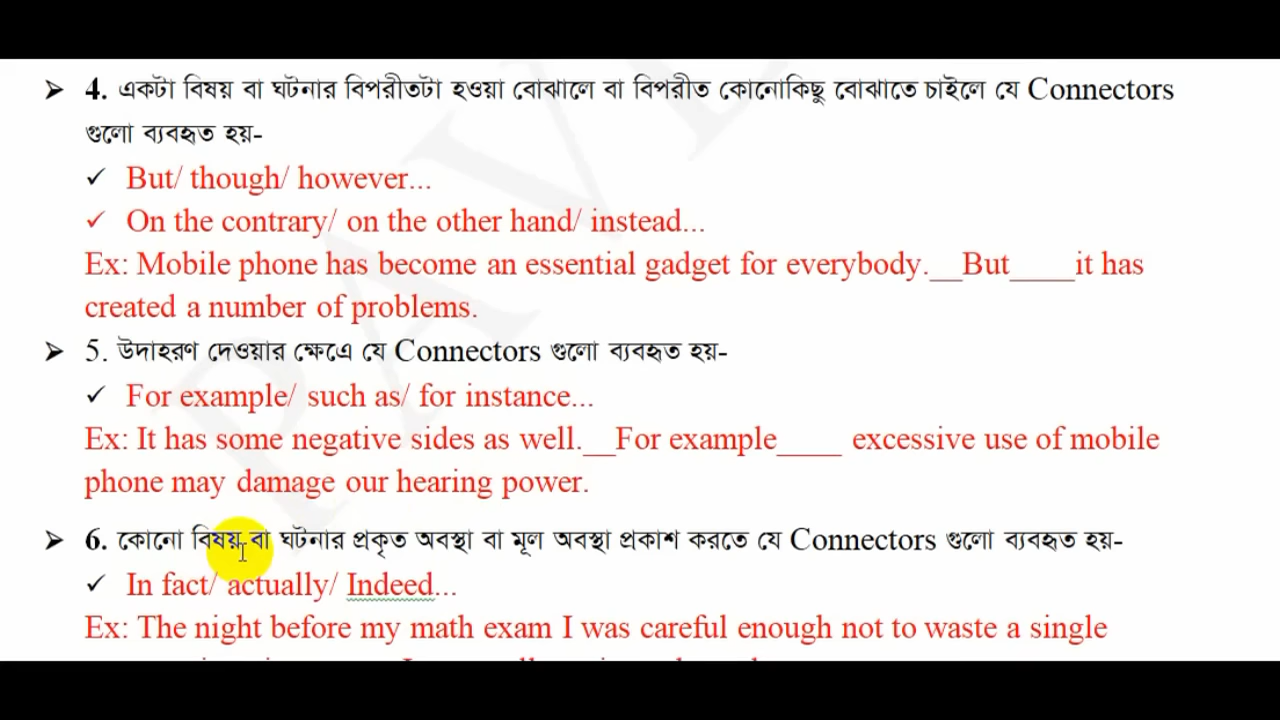 ➢ 4. একটা বিষয় বা ঘটনার বিপরীতটা হওয়া বোঝালে বা বিপরীত কোনোকিছু বোঝাতে চাইলে যে Connectors
গুলো ব্যবহৃত হয়-
✓ But/ though/ however...
✓ On the contrary/ on the other hand/ instead...
Ex: Mobile phone has become an essential gadget for everybody.__But____it has
created a number of problems.
➢ 5. উদাহরণ দেওয়ার ক্ষেএে যে Connectors গুলো ব্যবহৃত হয়-
✓ For example/ such as/ for instance...
Ex: It has some negative sides as well.__For example____ excessive use of mobile
phone may damage our hearing power.
➢ 6. কোনো বিষয় বা ঘটনার প্রকৃত অবস্থা বা মূল অবস্থা প্রকাশ করতে যে Connectors গুলো ব্যবহৃত হয়-
✓ In fact/ actually/ Indeed...
Ex: The night before my math exam I was careful enough not to waste a single